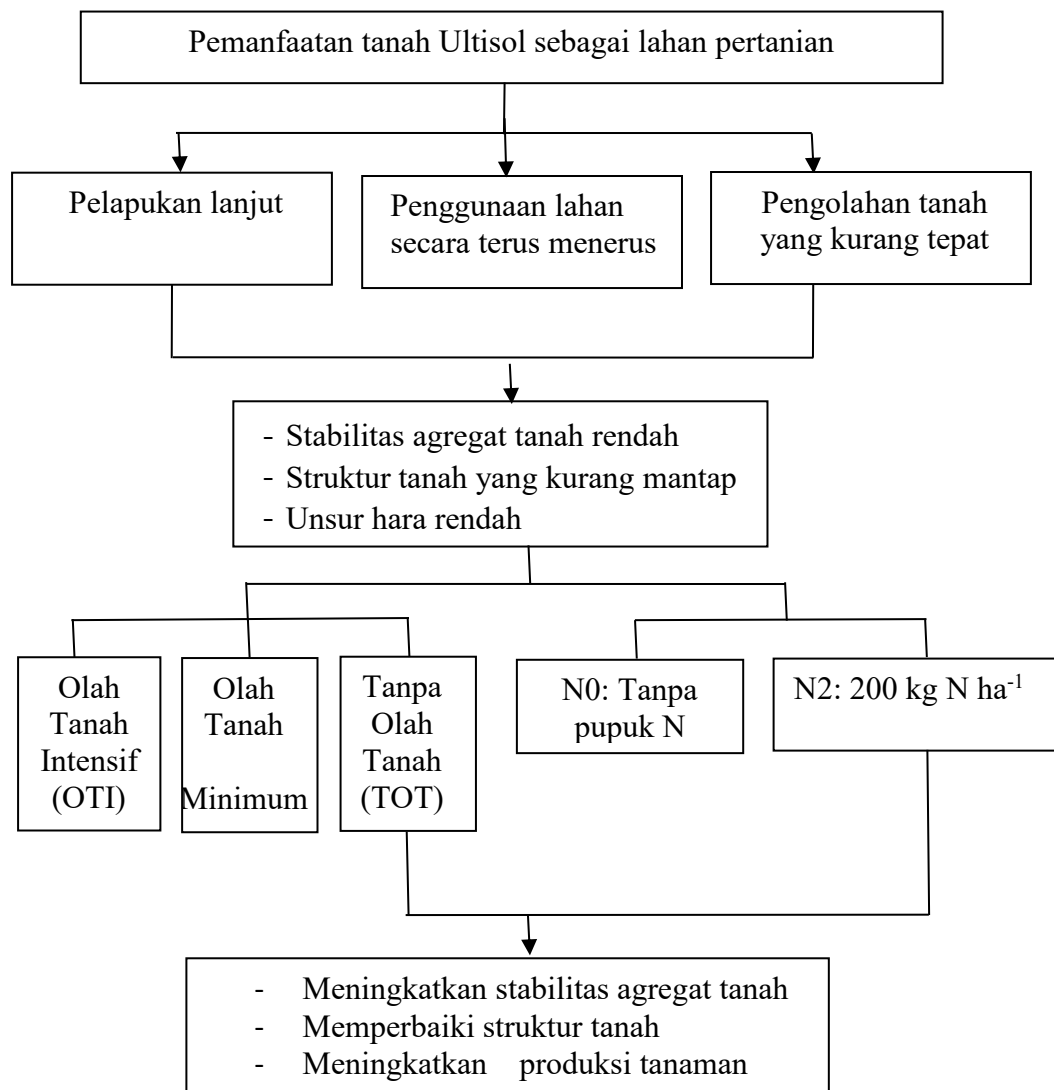 Pemanfaatan tanah Ultisol sebagai lahan pertanian
Pelapukan lanjut
Penggunaan lahan
secara terus menerus
Pengolahan tanah
yang kurang tepat
- Stabilitas agregat tanah rendah
- Struktur tanah yang kurang mantap
- Unsur hara rendah
Olah
Tanah
Intensif
(OTI)
Olah
Tanah
Minimum
Tanpa
Olah
Tanah
(TOT)
N0: Tanpa
pupuk N
N2: 200 kg N ha⁻¹
- Meningkatkan stabilitas agregat tanah
- Memperbaiki struktur tanah
- Meningkatkan produksi tanaman